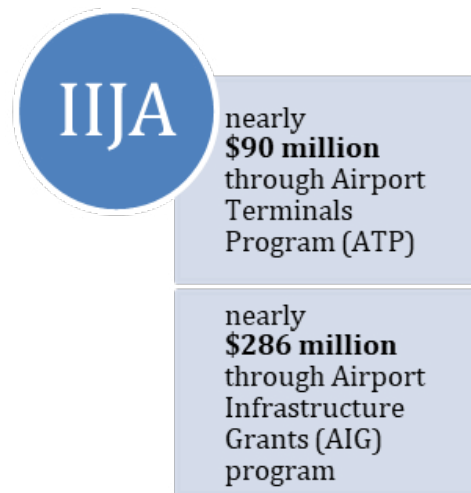 IIJA
nearly
$90 million
through Airport
Terminals
Program (ATP)
nearly
$286 million
through Airport
Infrastructure
Grants (AIG)
program